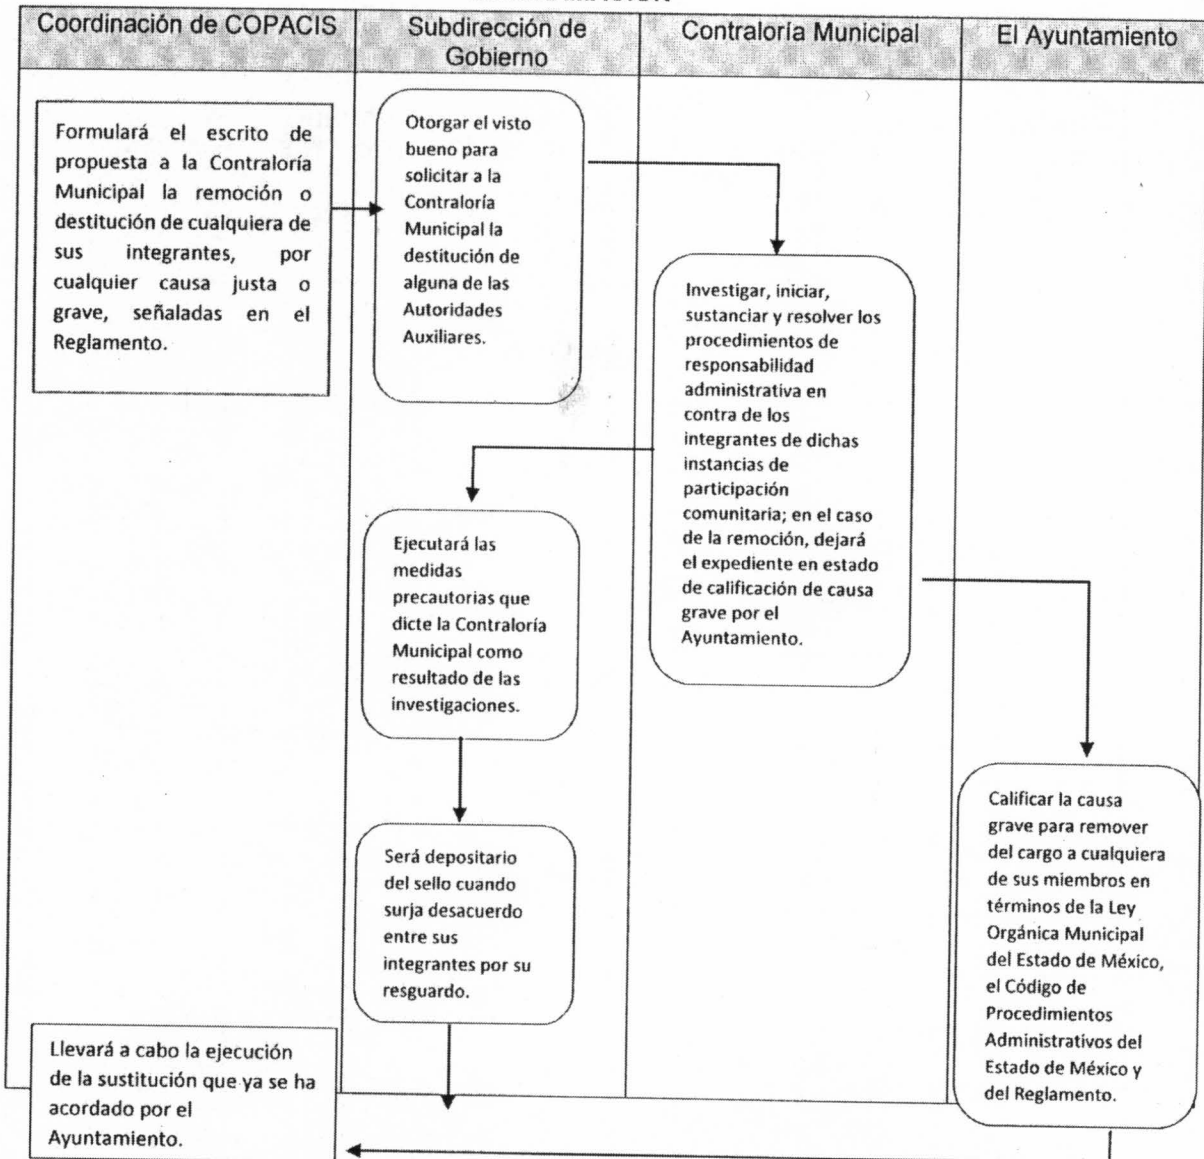 Coordinación de COPACIS
Subdirección de
Gobierno
Contraloría Municipal
El Ayuntamiento
Formulará el escrito de
propuesta a la Contraloría
Municipal la remoción o
destitución de cualquiera de
sus integrantes, por
cualquier causa justa o
grave, señaladas en el
Reglamento.
Otorgar el visto
bueno para
solicitar a la
Contraloría
Municipal la
destitución de
alguna de las
Autoridades
Auxiliares.
Investigar, iniciar,
sustanciar y resolver los
procedimientos de
responsabilidad
administrativa en
contra de los
integrantes de dichas
instancias de
participación
comunitaria; en el caso
de la remoción, dejará
el expediente en estado
de calificación de causa
grave por el
Ayuntamiento.
Ejecutará las
medidas
precautorias que
dicte la Contraloría
Municipal como
resultado de las
investigaciones.
Será depositario
del sello cuando
surja desacuerdo
entre sus
integrantes por su
resguardo.
Calificar la causa
grave para remover
del cargo a cualquiera
de sus miembros en
términos de la Ley
Orgánica Municipal
del Estado de México,
el Código de
Procedimientos
Administrativos del
Estado de México y
del Reglamento.
Llevará a cabo la ejecución
de la sustitución que ya se ha
acordado por el
Ayuntamiento.